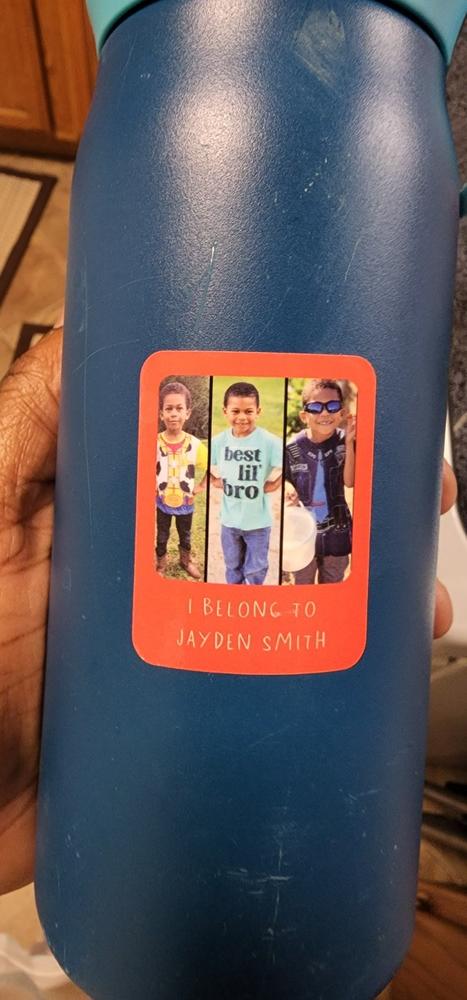 best
lil'
bro
I BELONG TO
JAYDEN SMITH